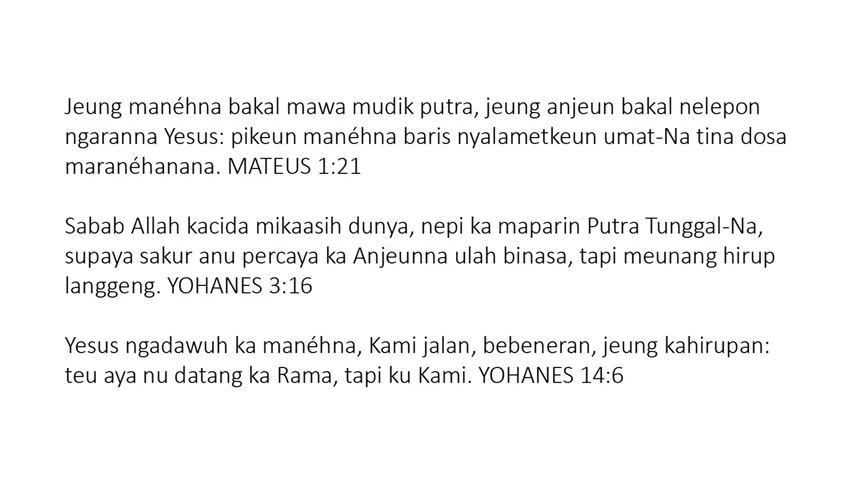 Jeung manéhna bakal mawa mudik putra, jeung anjeun bakal nelepon
ngaranna Yesus: pikeun manéhna baris nyalametkeun umat-Na tina dosa
maranéhanana. MATEUS 1:21
Sabab Allah kacida mikaasih dunya, nepi ka maparin Putra Tunggal-Na,
supaya sakur anu percaya ka Anjeunna ulah binasa, tapi meunang hirup
langgeng. YOHANES 3:16
Yesus ngadawuh ka manéhna, Kami jalan, bebeneran, jeung kahirupan:
teu aya nu datang ka Rama, tapi ku Kami. YOHANES 14:6